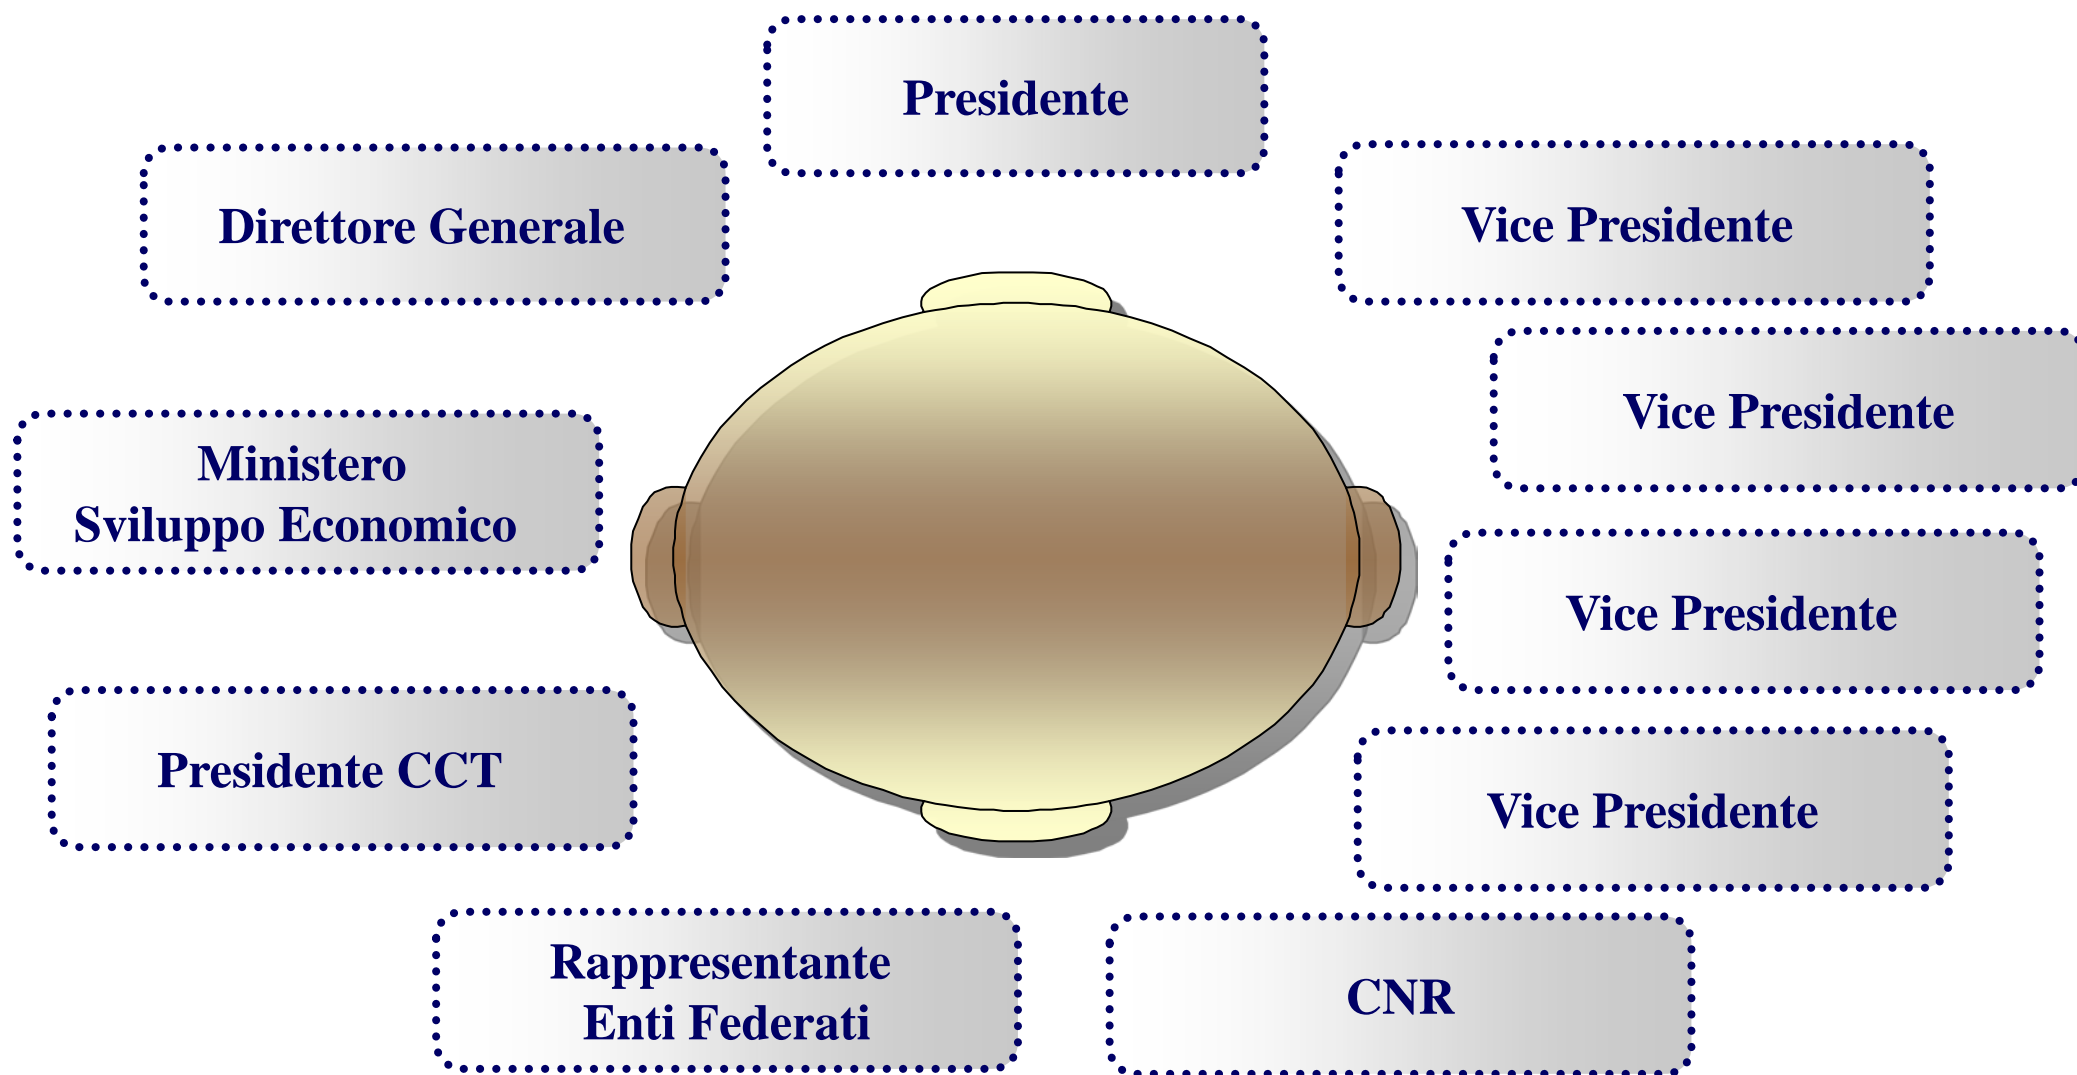 Presidente
Direttore Generale
Vice Presidente
Vice Presidente
Ministero
Sviluppo Economico
Vice Presidente
Presidente CCT
Vice Presidente
Rappresentante
Enti Federati
CNR